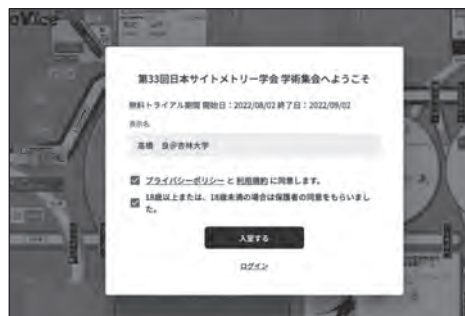 oVice
第33回日本サイトメトリー学会 学術集会へようこそ
無料トライアル期間 開始日：2022/08/02 終了日：2022/09/02
表示名
高橋 良@杏林大学
プライバシーポリシー と 利用規約 に同意します。
18歳以上または、18歳未満の場合は保護者の同意をもらいまし
た。
入室する
ログイン